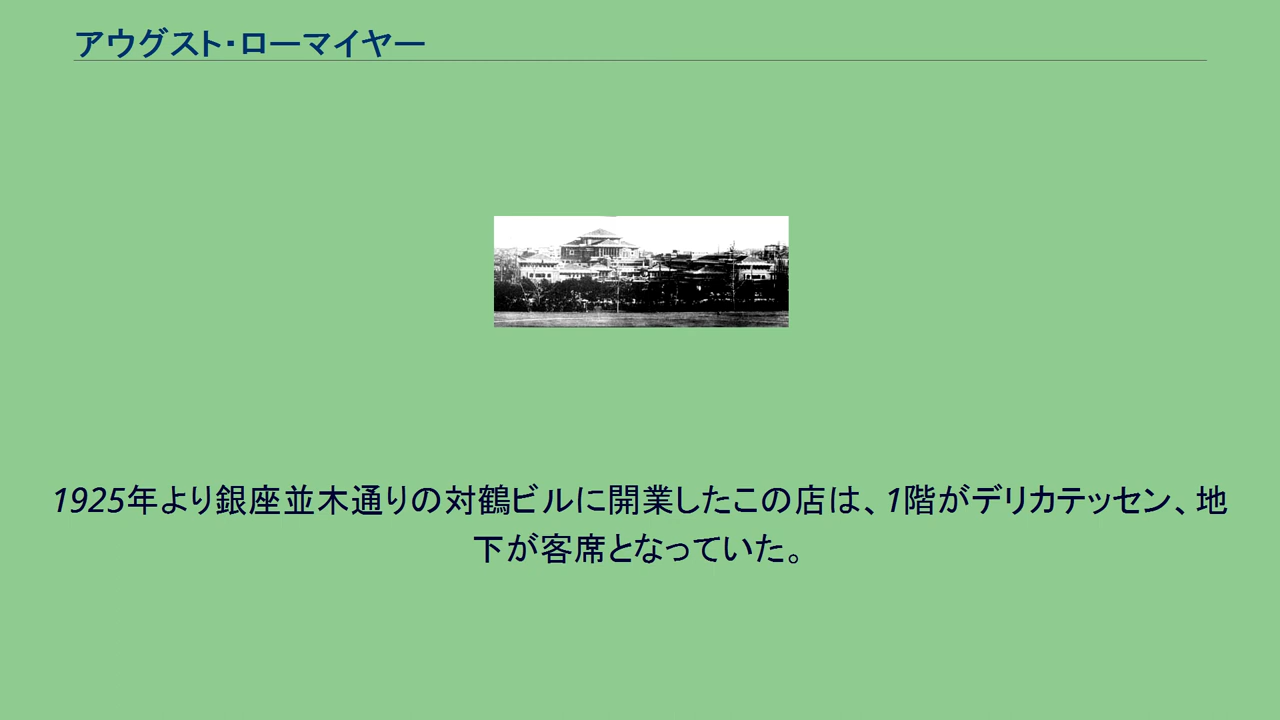 アウグスト・ローマイヤー
1925年より銀座並木通りの対鶴ビルに開業したこの店は、1階がデリカテッセン、地
下が客席となっていた。